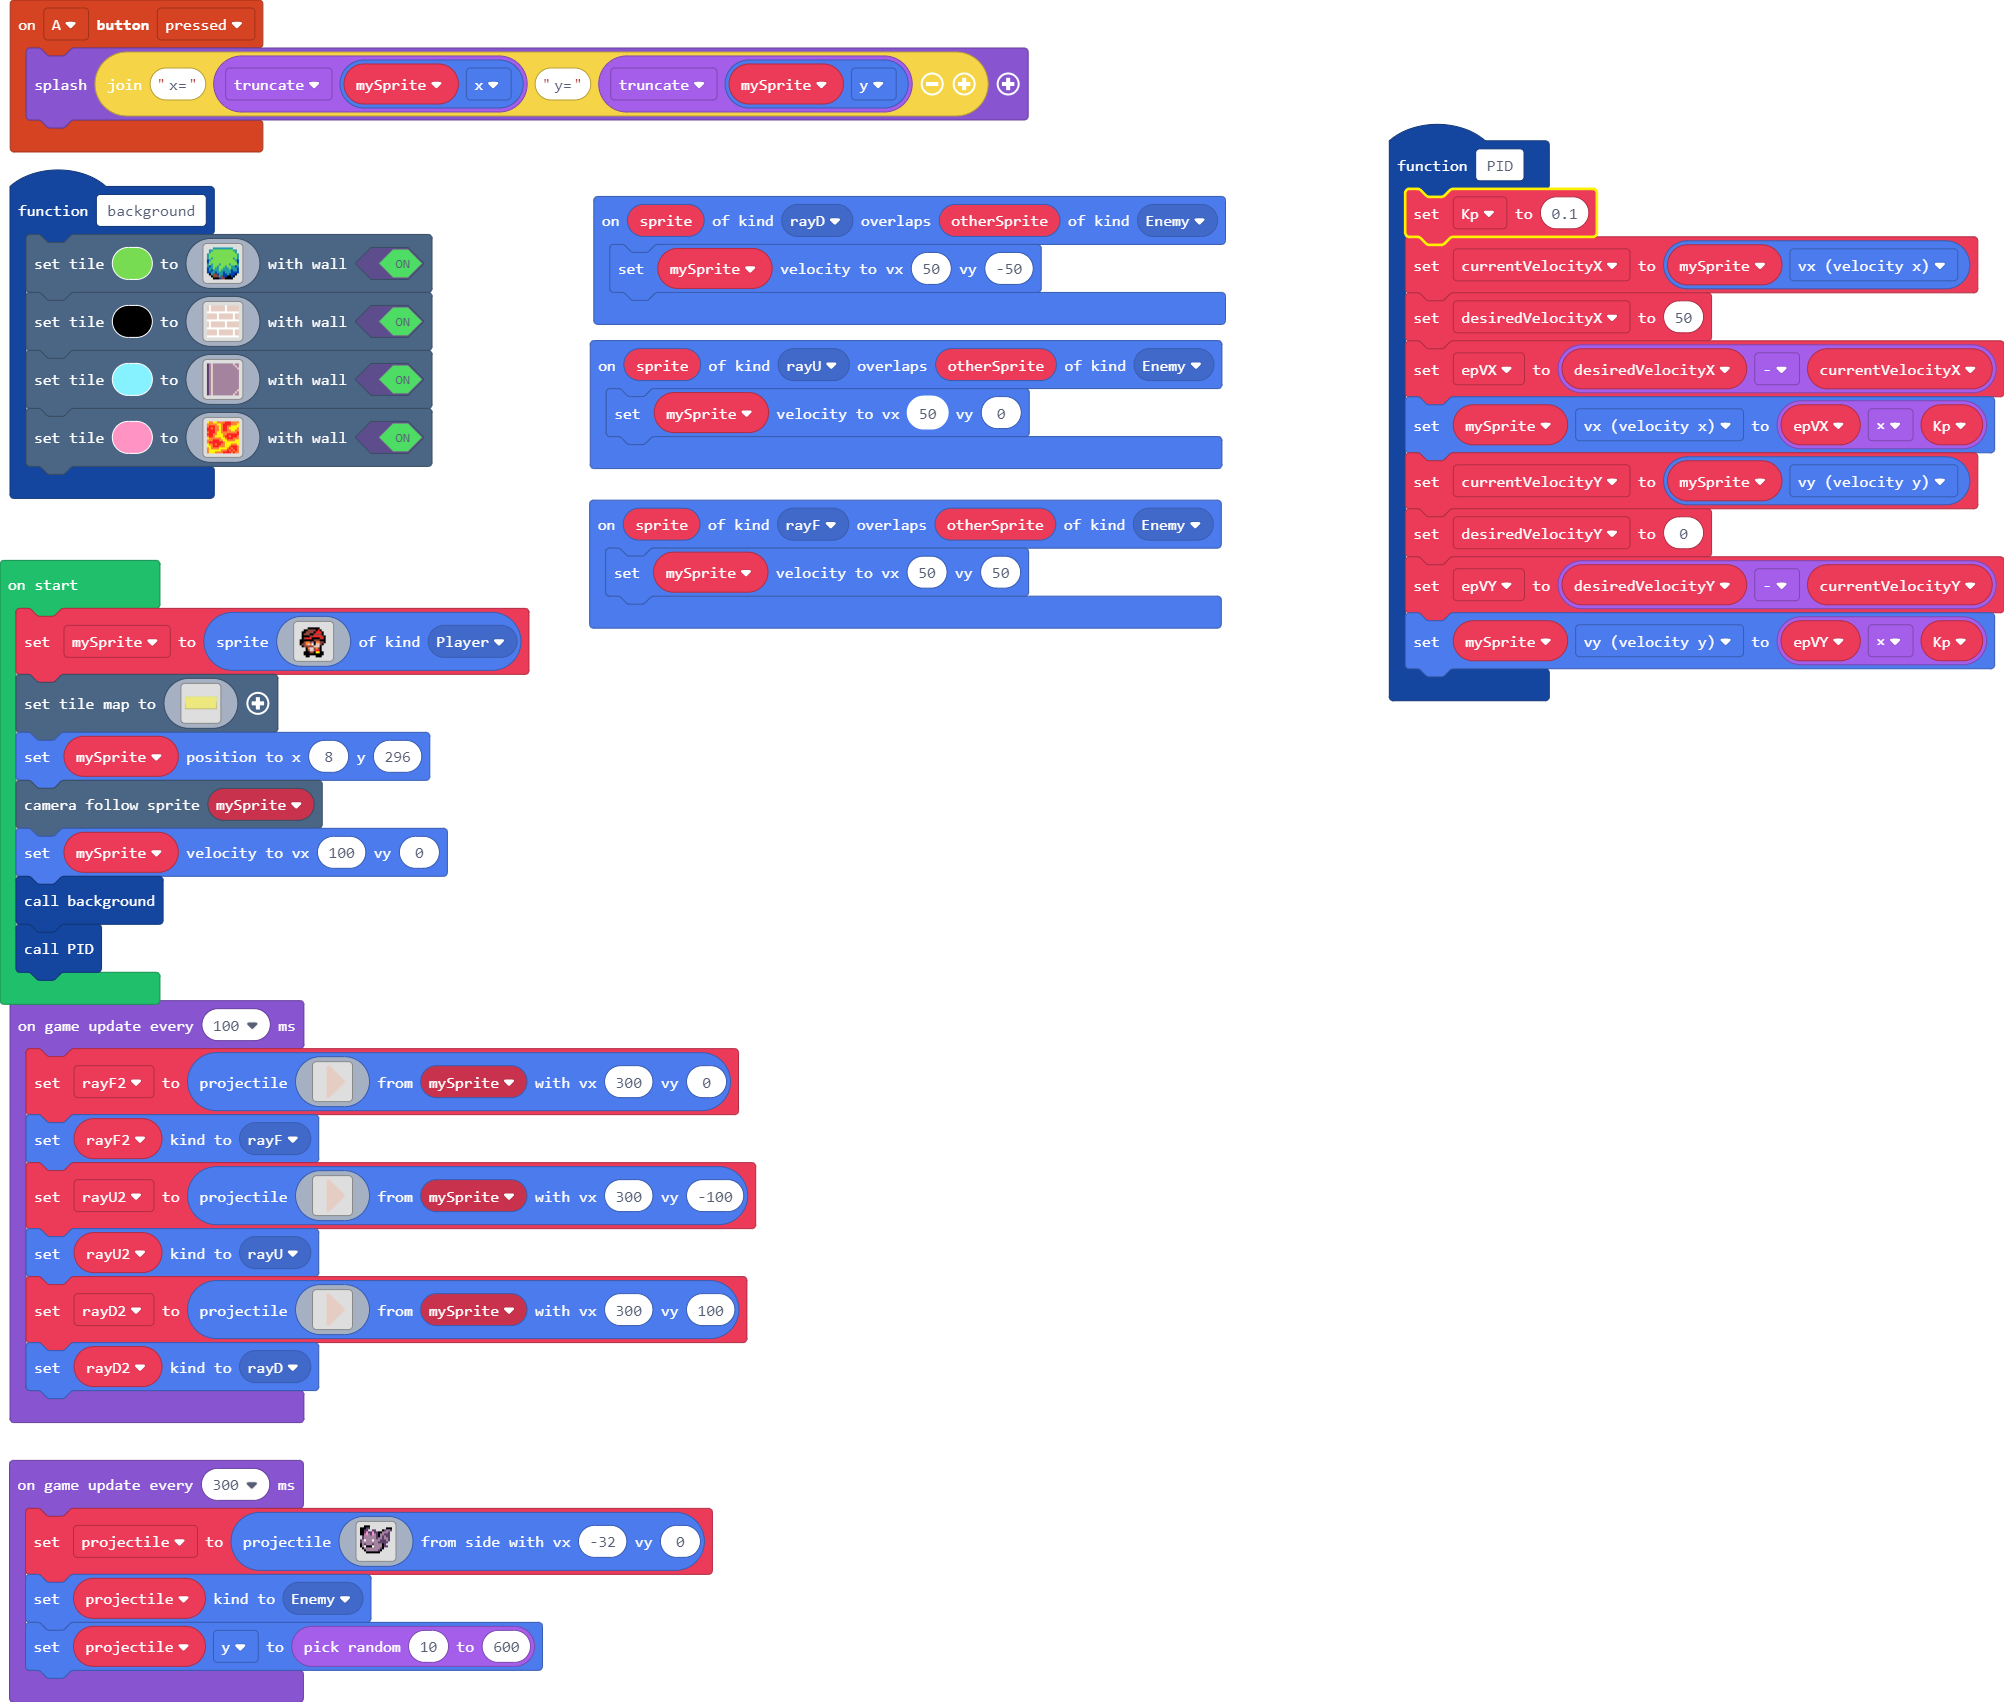 on A button pressed
splash join "x=" truncate mySprite x "y=" truncate mySprite y
function background
set tile to with wall ON
set tile to with wall ON
set tile to with wall ON
set tile to with wall ON
on sprite of kind rayD overlaps otherSprite of kind Enemy
set mySprite velocity to vx 50 vy -50
on sprite of kind rayU overlaps otherSprite of kind Enemy
set mySprite velocity to vx 50 vy 0
on sprite of kind rayF overlaps otherSprite of kind Enemy
set mySprite velocity to vx 50 vy 50
function PID
set Kp to 0.1
set currentVelocityX to mySprite vx (velocity x)
set desiredVelocityX to 50
set epVX to desiredVelocityX - currentVelocityX
set mySprite vx (velocity x) to epVX × Kp
set currentVelocityY to mySprite vy (velocity y)
set desiredVelocityY to 0
set epVY to desiredVelocityY - currentVelocityY
set mySprite vy (velocity y) to epVY × Kp
on start
set mySprite to sprite of kind Player
set tile map to
set mySprite position to x 8 y 296
camera follow sprite mySprite
set mySprite velocity to vx 100 vy 0
call background
call PID
on game update every 100 ms
set rayF2 to projectile from mySprite with vx 300 vy 0
set rayF2 kind to rayF
set rayU2 to projectile from mySprite with vx 300 vy -100
set rayU2 kind to rayU
set rayD2 to projectile from mySprite with vx 300 vy 100
set rayD2 kind to rayD
on game update every 300 ms
set projectile to projectile from side with vx -32 vy 0
set projectile kind to Enemy
set projectile y to pick random 10 to 600